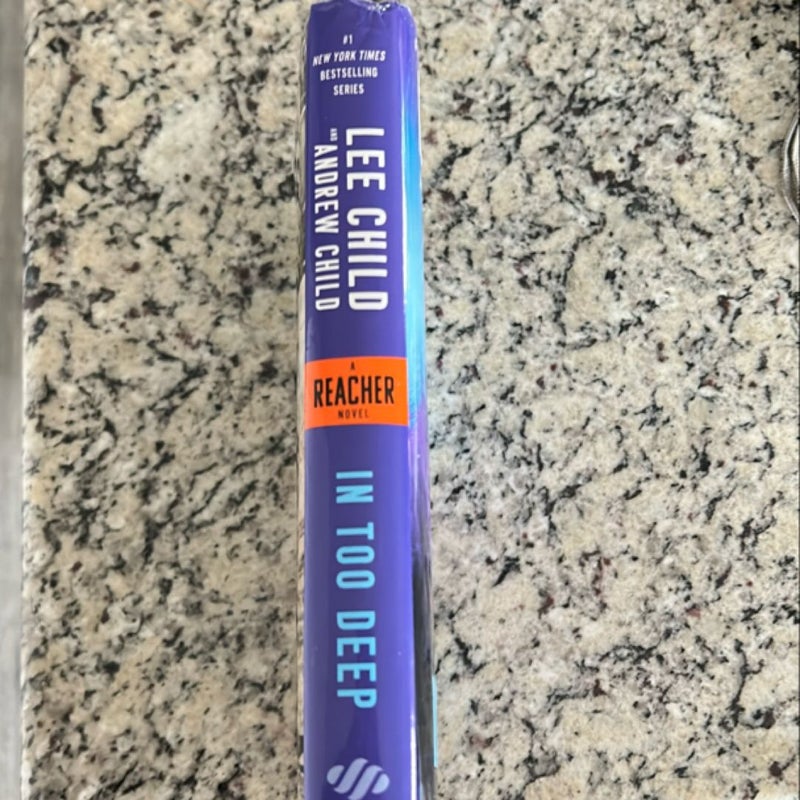 #1
NEW YORK TIMES
BESTSELLING
SERIES
LEE CHILD
AND ANDREW CHILD
A
REACHER
NOVEL
IN TOO DEEP